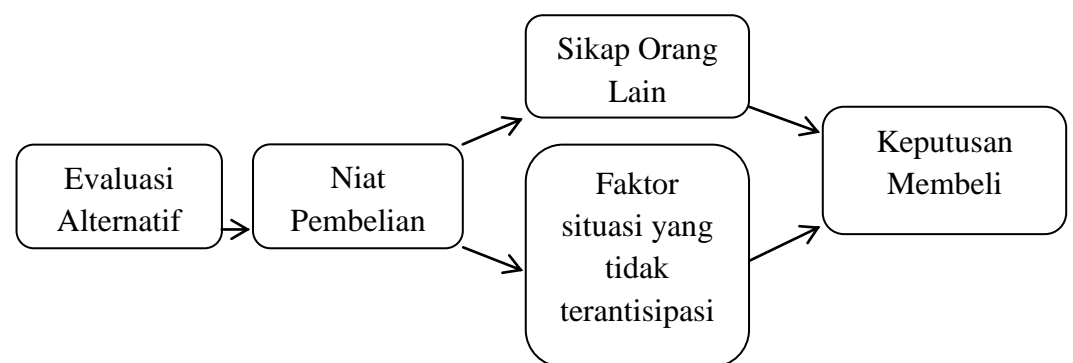 Evaluasi
Alternatif
Niat
Pembelian
Sikap Orang
Lain
Faktor
situasi yang
tidak
terantisipasi
Keputusan
Membeli